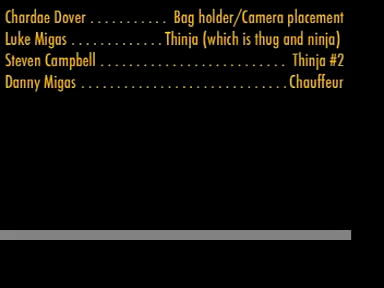 Chardae Dover . . . . . . . . . . . Bag holder/Camera placement
Luke Migas . . . . . . . . . . . . . Thinja (which is thug and ninja)
Steven Campbell . . . . . . . . . . . . . . . . . . . . . . . . . . Thinja #2
Danny Migas . . . . . . . . . . . . . . . . . . . . . . . . . . . . . Chauffeur